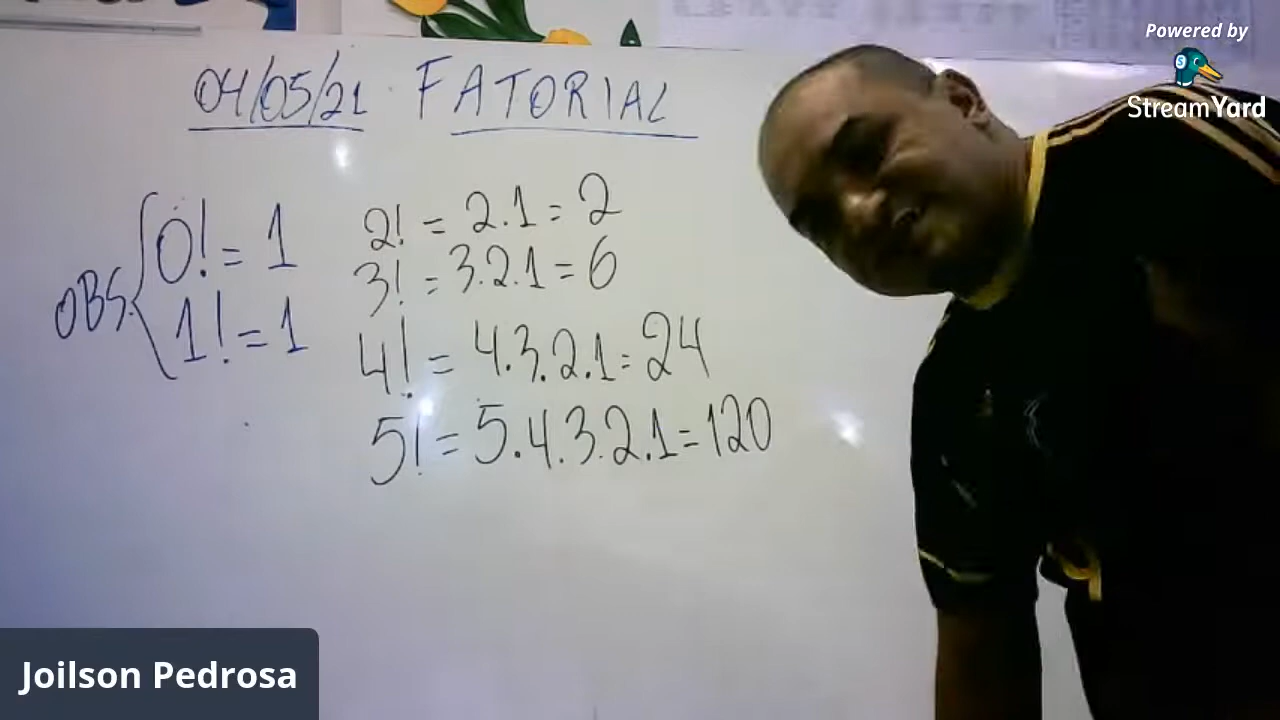 Powered by
StreamYard
04/05/21 FATORIAL
OBS.
0! = 1
1! = 1
2! = 2.1 = 2
3! = 3.2.1 = 6
4! = 4.3.2.1 = 24
5! = 5.4.3.2.1 = 120
Joilson Pedrosa